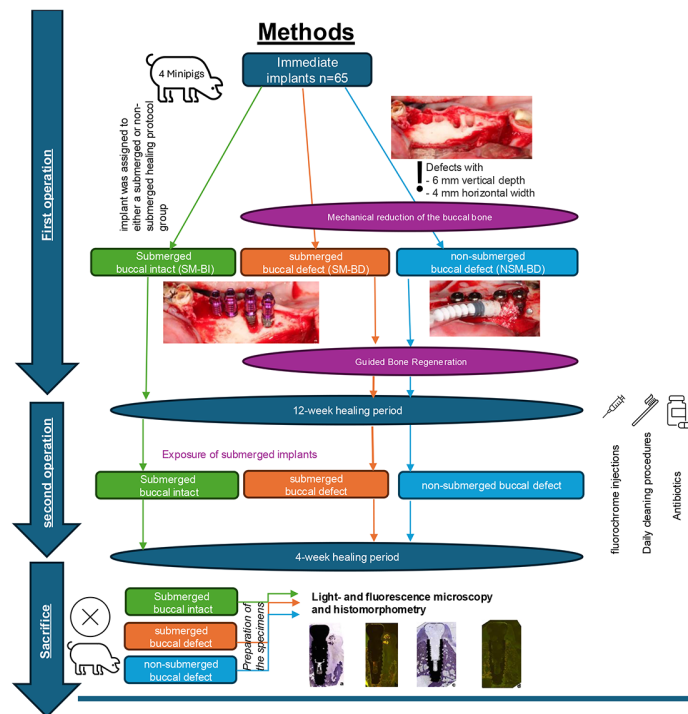 Methods
4 Minipigs
Immediate
implants n=65
implant was assigned to
either a submerged or non-
submerged healing protocol
group
Defects with
- 6 mm vertical depth
- 4 mm horizontal width
First operation
Mechanical reduction of the buccal bone
Submerged
buccal intact (SM-BI)
submerged
buccal defect (SM-BD)
non-submerged
buccal defect (NSM-BD)
Guided Bone Regeneration
12-week healing period
second operation
Exposure of submerged implants
Submerged
buccal intact
submerged
buccal defect
non-submerged buccal defect
fluorochrome injections
Daily cleaning procedures
Antibiotics
4-week healing period
Sacrifice
Submerged
buccal intact
submerged
buccal defect
non-submerged
buccal defect
Preparation of
the specimens
Light- and fluorescence microscopy
and histomorphometry